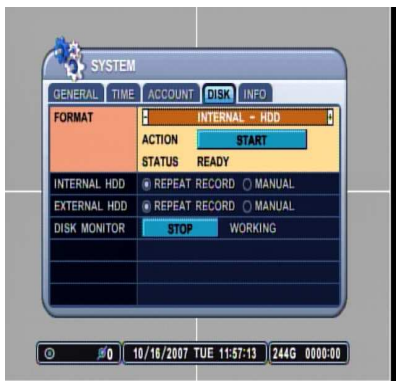 SYSTEM
GENERAL TIME ACCOUNT DISK INFO
FORMAT - INTERNAL - HDD +
ACTION START
STATUS READY
INTERNAL HDD REPEAT RECORD MANUAL
EXTERNAL HDD REPEAT RECORD MANUAL
DISK MONITOR STOP WORKING
0 10/16/2007 TUE 11:57:13 244G 0000:00